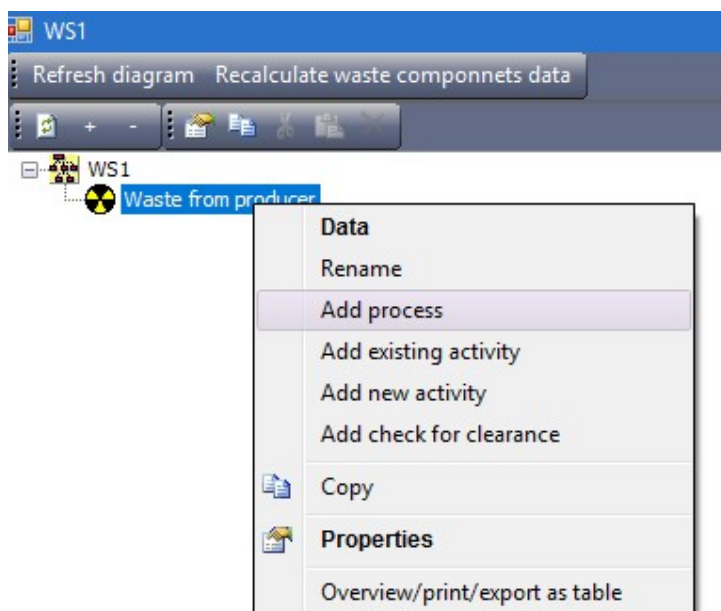 WS1
Refresh diagram Recalculate waste componnets data
+ -
WS1
Waste from producer
Data
Rename
Add process
Add existing activity
Add new activity
Add check for clearance
Copy
Properties
Overview/print/export as table